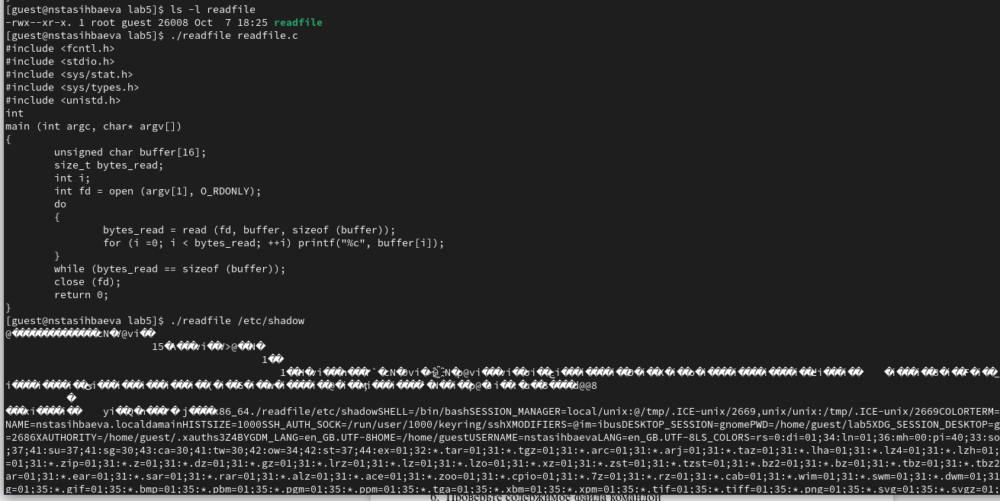 [guest@nstasihbaeva lab5]$ ls -l readfile
-rwx--xr-x. 1 root guest 26008 Oct  7 18:25 readfile
[guest@nstasihbaeva lab5]$ ./readfile readfile.c
#include <fcntl.h>
#include <stdio.h>
#include <sys/stat.h>
#include <sys/types.h>
#include <unistd.h>
int
main (int argc, char* argv[])
{
        unsigned char buffer[16];
        size_t bytes_read;
        int i;
        int fd = open (argv[1], O_RDONLY);
        do
        {
                bytes_read = read (fd, buffer, sizeof (buffer));
                for (i =0; i < bytes_read; ++i) printf("%c", buffer[i]);
        }
        while (bytes_read == sizeof (buffer));
        close (fd);
        return 0;
}
[guest@nstasihbaeva lab5]$ ./readfile /etc/shadow
x86_64./readfile/etc/shadowSHELL=/bin/bashSESSION_MANAGER=local/unix:@/tmp/.ICE-unix/2669,unix/unix:/tmp/.ICE-unix/2669COLORTERM=
NAME=nstasihbaeva.localdamainHISTSIZE=1000SSH_AUTH_SOCK=/run/user/1000/keyring/sshXMODIFIERS=@im=ibusDESKTOP_SESSION=gnomePWD=/home/guest/lab5XDG_SESSION_DESKTOP=g
=2686XAUTHORITY=/home/guest/.xauths3Z4BYGDM_LANG=en_GB.UTF-8HOME=/home/guestUSERNAME=nstasihbaevaLANG=en_GB.UTF-8LS_COLORS=rs=0:di=01;34:ln=01;36:mh=00:pi=40;33:so
;37;41:su=37;41:sg=30;43:ca=30;41:tw=30;42:ow=34;42:st=37;44:ex=01;32:*.tar=01;31:*.tgz=01;31:*.arc=01;31:*.arj=01;31:*.taz=01;31:*.lha=01;31:*.lz4=01;31:*.lzh=01;
=01;31:*.zip=01;31:*.z=01;31:*.dz=01;31:*.gz=01;31:*.lrz=01;31:*.lz=01;31:*.lzo=01;31:*.xz=01;31:*.zst=01;31:*.tzst=01;31:*.bz2=01;31:*.bz=01;31:*.tbz=01;31:*.tbz2
ar=01;31:*.ear=01;31:*.sar=01;31:*.rar=01;31:*.alz=01;31:*.ace=01;31:*.zoo=01;31:*.cpio=01;31:*.7z=01;31:*.rz=01;31:*.cab=01;31:*.wim=01;31:*.swm=01;31:*.dwm=01;31
g=01;35:*.gif=01;35:*.bmp=01;35:*.pbm=01;35:*.pgm=01;35:*.ppm=01;35:*.tga=01;35:*.xbm=01;35:*.xpm=01;35:*.tif=01;35:*.tiff=01;35:*.png=01;35:*.svg=01;35:*.svgz=01;
6. Проверьте содержимое файла командой